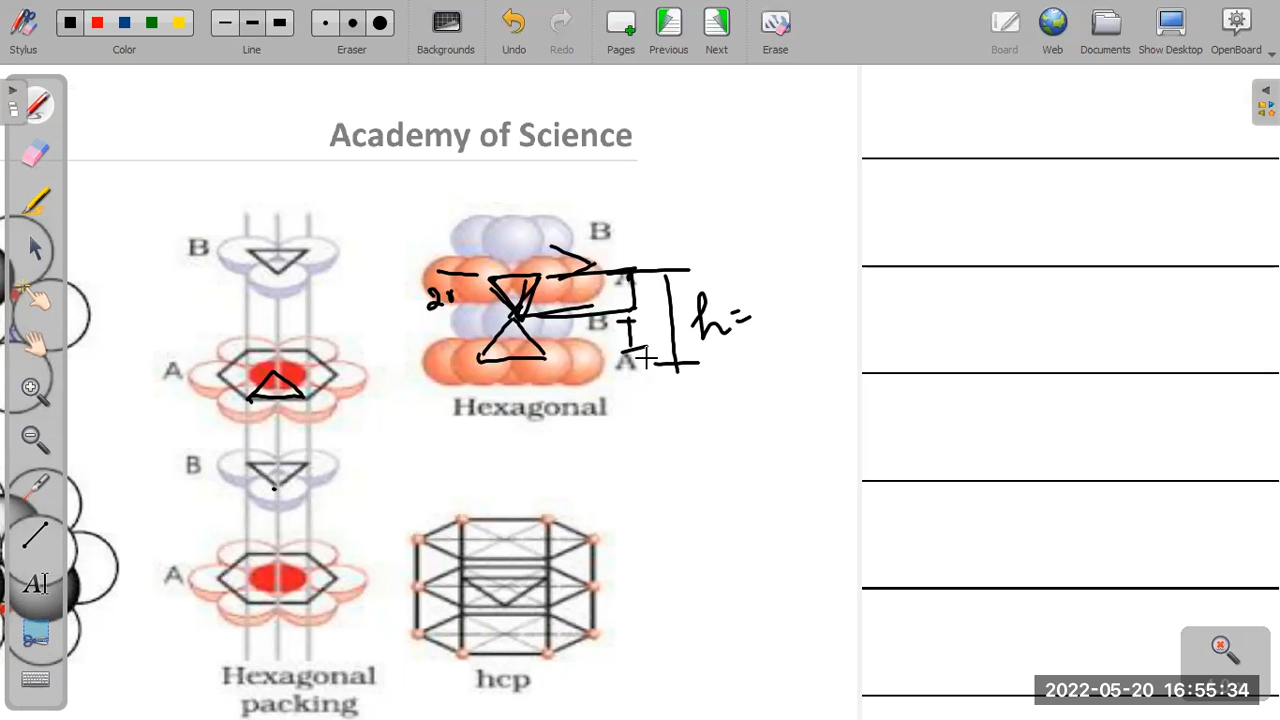 Stylus
Color
Line
Eraser
Backgrounds
Undo
Redo
Pages
Previous
Next
Erase
Board
Web
Documents
Show Desktop
OpenBoard
Academy of Science
B
A
B
A
Hexagonal
packing
B
A
B
A
2r
h=
Hexagonal
hcp
2022-05-20 16:55:34